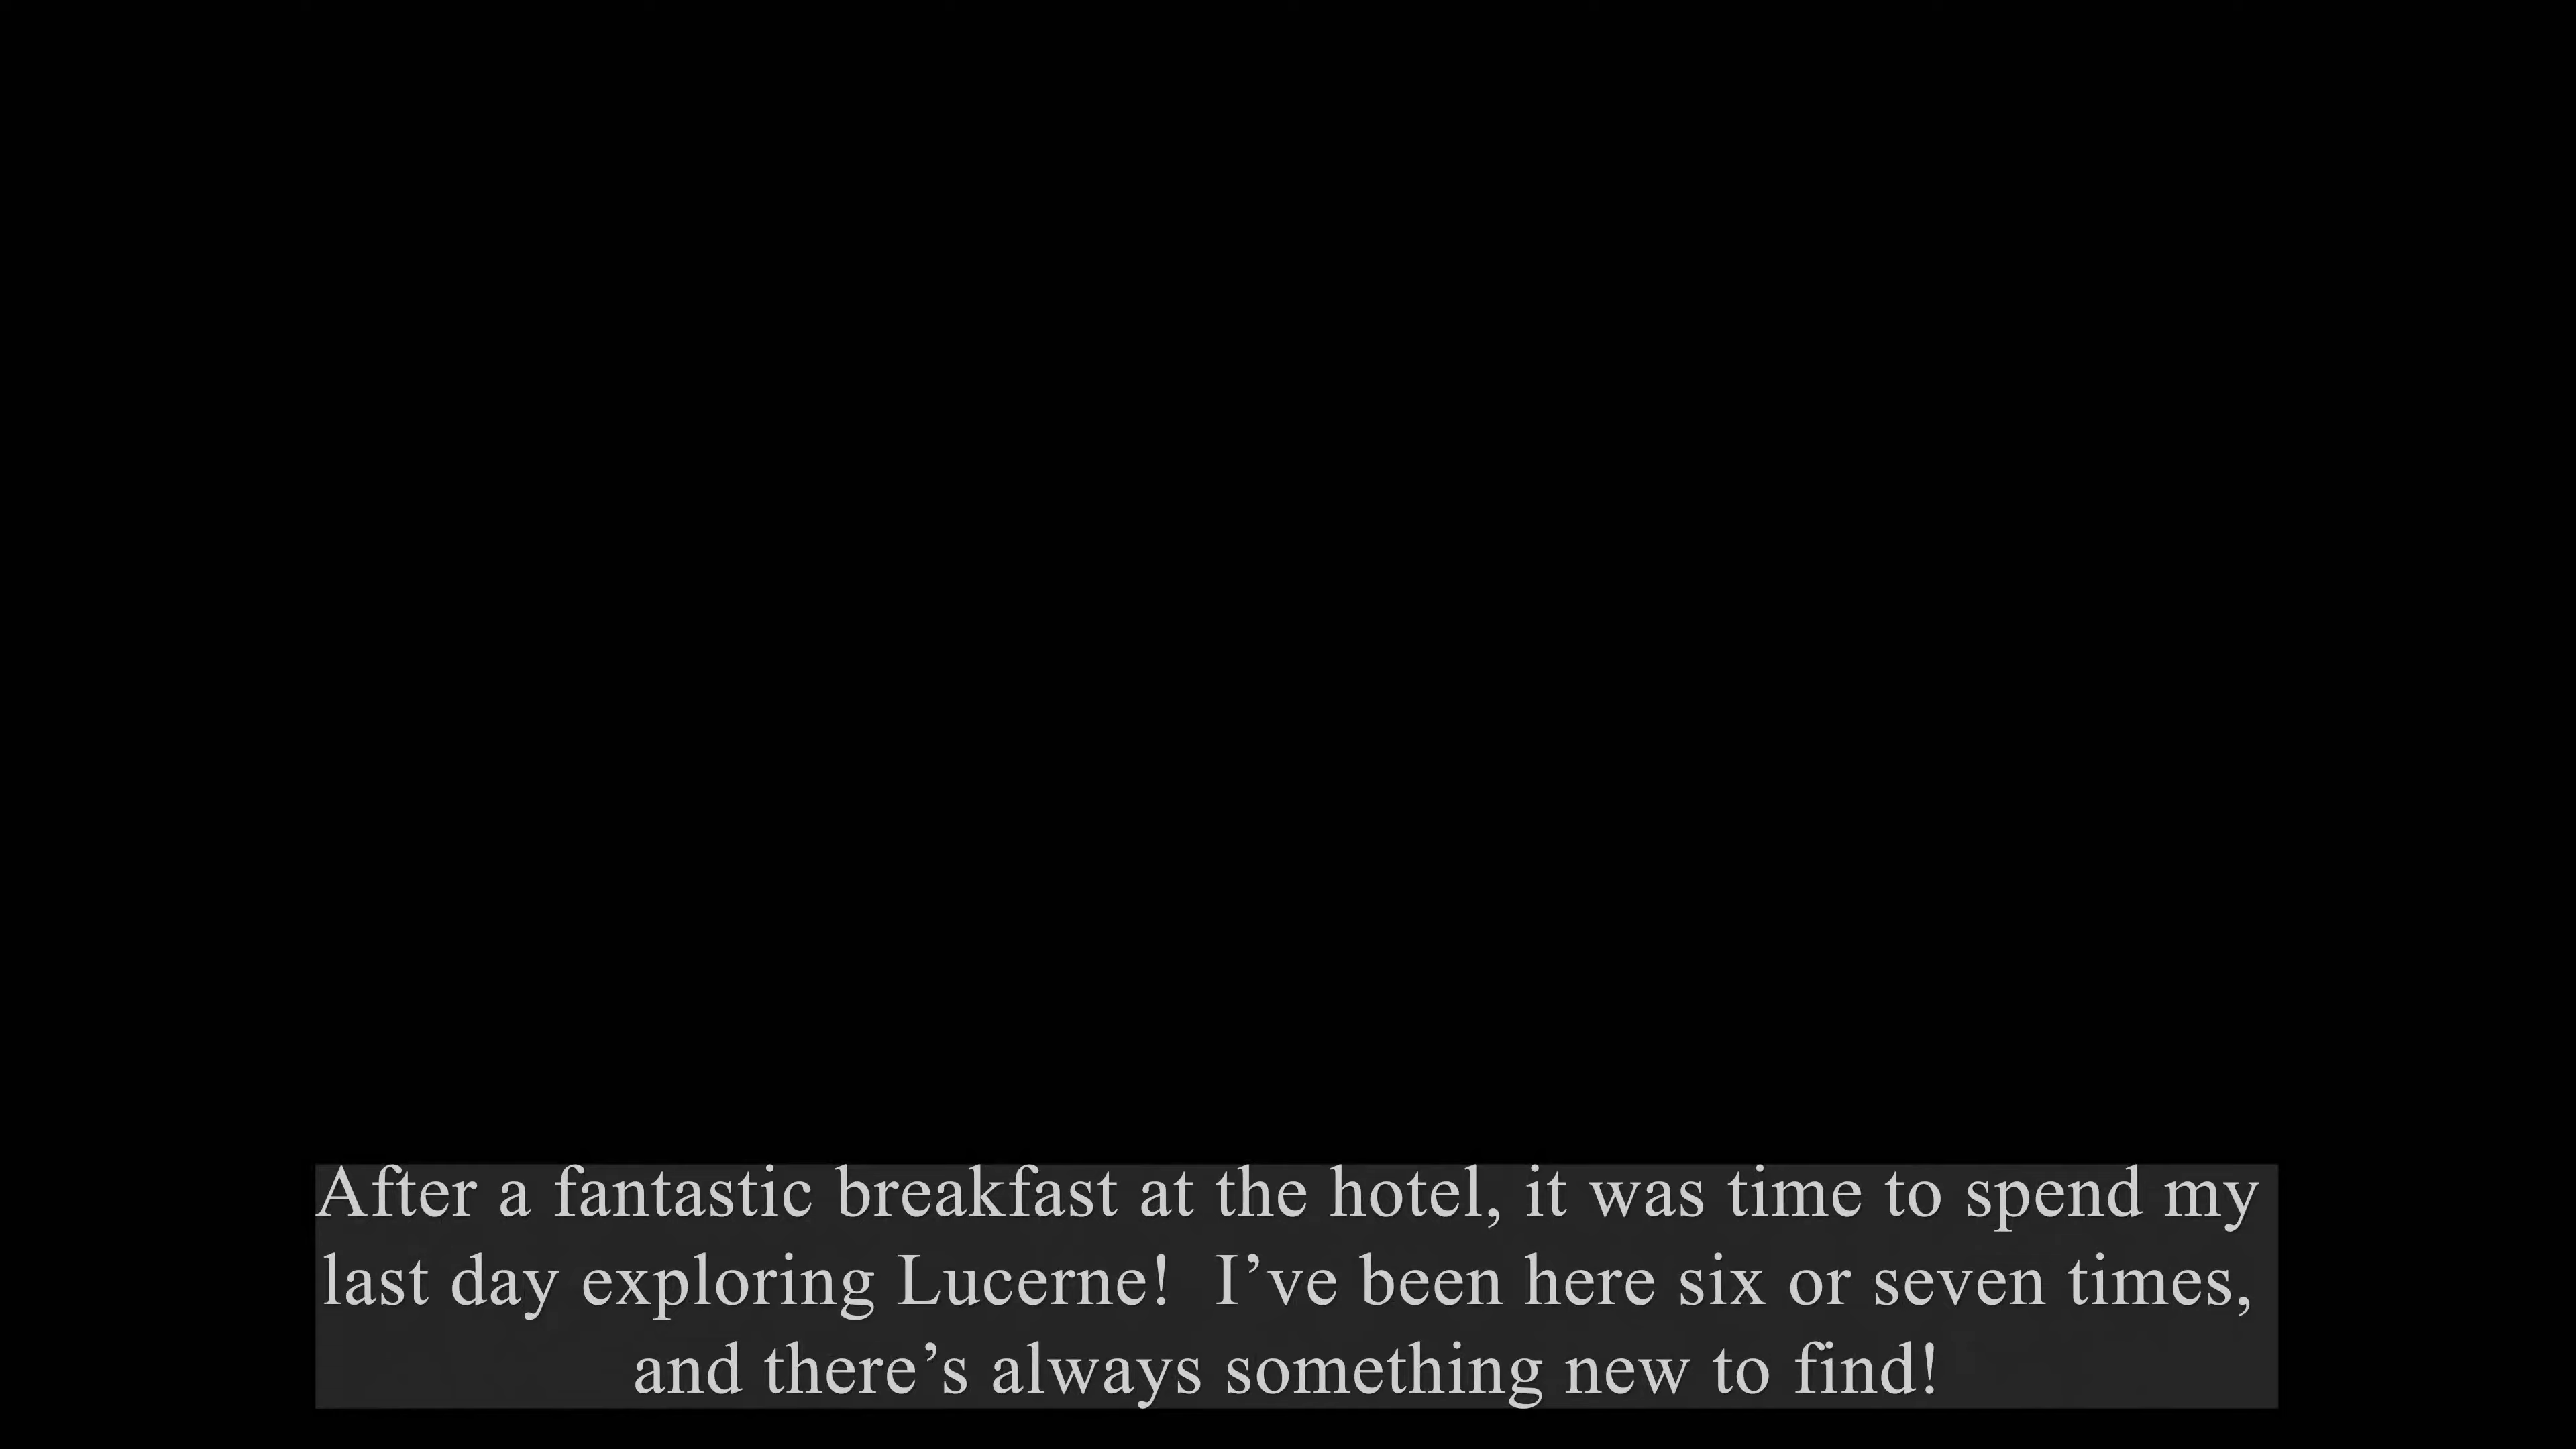 After a fantastic breakfast at the hotel, it was time to spend my
last day exploring Lucerne!  I’ve been here six or seven times,
and there’s always something new to find!